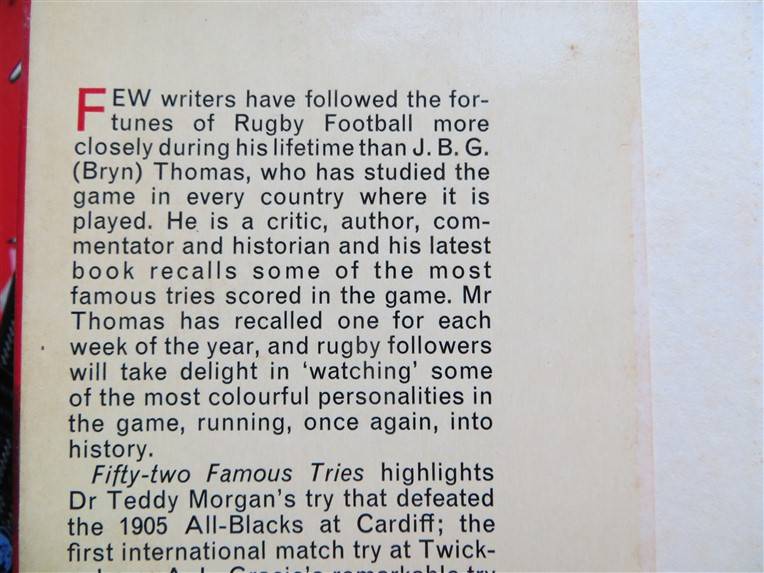 FEW writers have followed the for-
tunes of Rugby Football more
closely during his lifetime than J. B. G.
(Bryn) Thomas, who has studied the
game in every country where it is
played. He is a critic, author, com-
mentator and historian and his latest
book recalls some of the most
famous tries scored in the game. Mr
Thomas has recalled one for each
week of the year, and rugby followers
will take delight in ‘watching’ some
of the most colourful personalities in
the game, running, once again, into
history.
Fifty-two Famous Tries highlights
Dr Teddy Morgan’s try that defeated
the 1905 All-Blacks at Cardiff; the
first international match try at Twick-
A. L. Gracie’s remarkable try